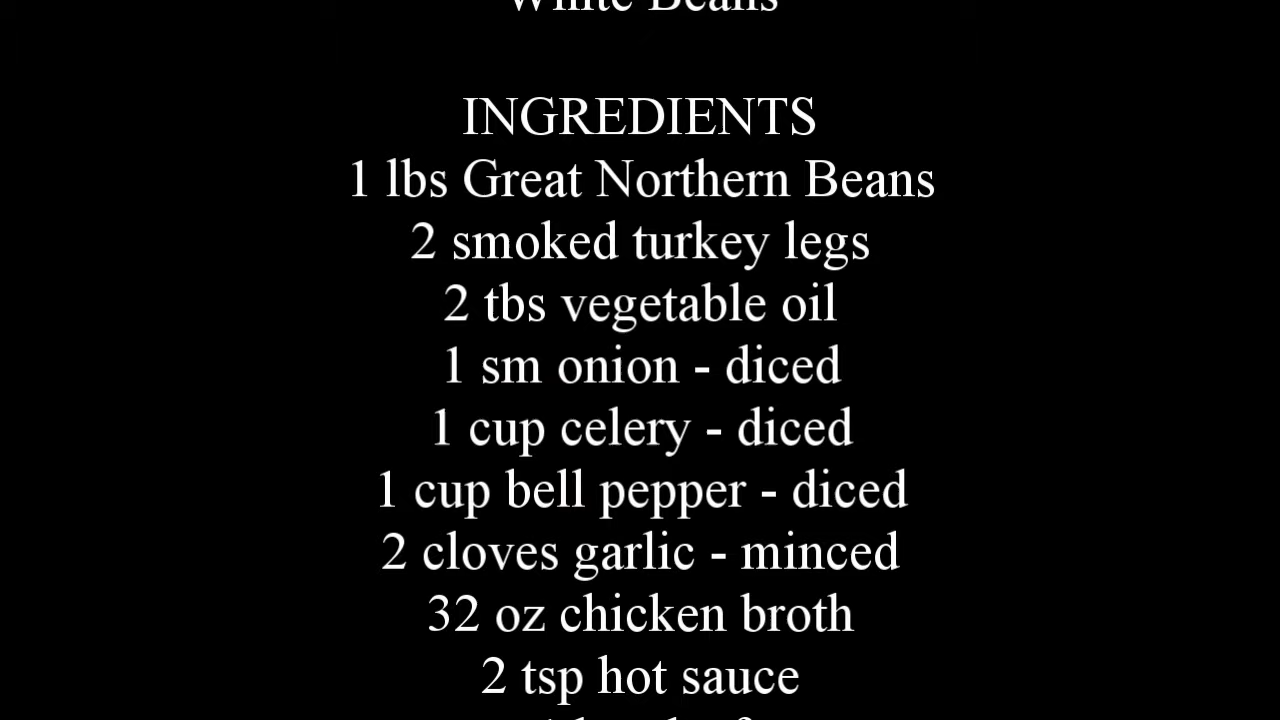 White Beans
INGREDIENTS
1 lbs Great Northern Beans
2 smoked turkey legs
2 tbs vegetable oil
1 sm onion - diced
1 cup celery - diced
1 cup bell pepper - diced
2 cloves garlic - minced
32 oz chicken broth
2 tsp hot sauce